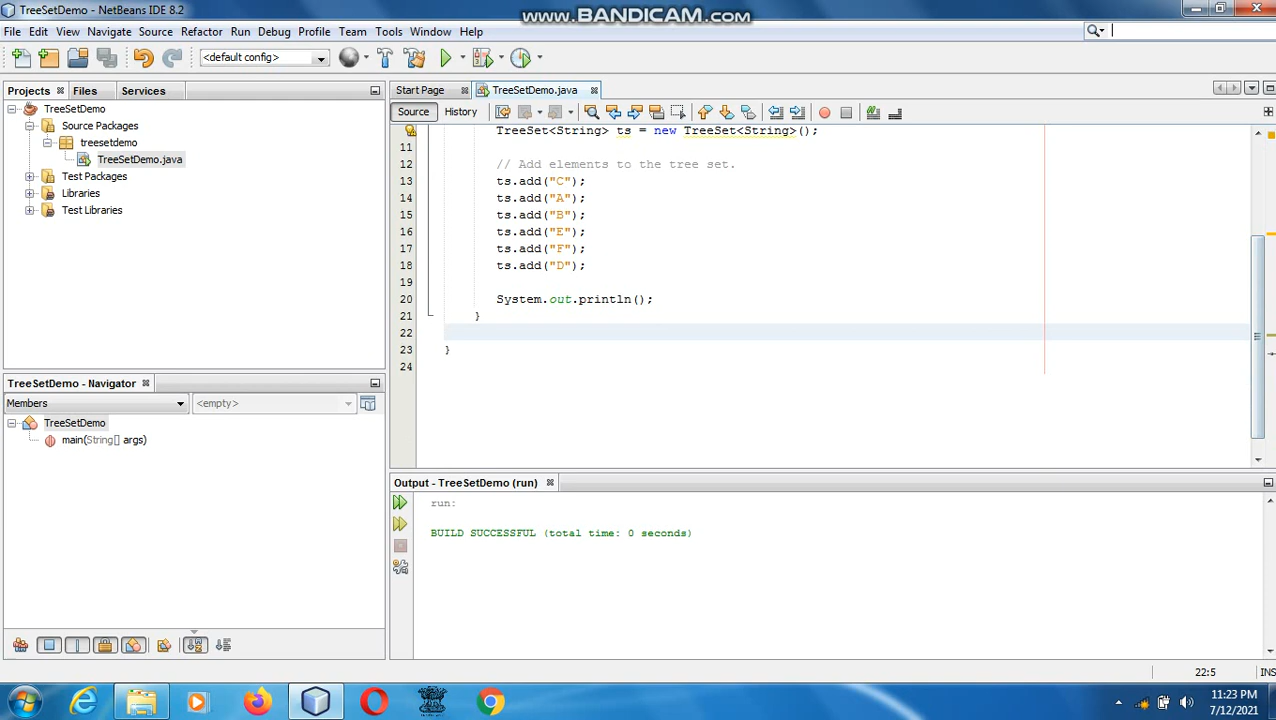 TreeSetDemo - NetBeans IDE 8.2
www.BANDICAM.com
File Edit View Navigate Source Refactor Run Debug Profile Team Tools Window Help
<default config>
Projects Files Services
Start Page TreeSetDemo.java
TreeSetDemo
Source Packages
treesetdemo
TreeSetDemo.java
Test Packages
Libraries
Test Libraries
Source History
TreeSet<String> ts = new TreeSet<String>();
11
12 // Add elements to the tree set.
13 ts.add("C");
14 ts.add("A");
15 ts.add("B");
16 ts.add("E");
17 ts.add("F");
18 ts.add("D");
19
20 System.out.println();
21 }
22
23 }
24
TreeSetDemo - Navigator
Members <empty>
TreeSetDemo
main(String[] args)
Output - TreeSetDemo (run)
run:
BUILD SUCCESSFUL (total time: 0 seconds)
22:5 INS
11:23 PM
7/12/2021